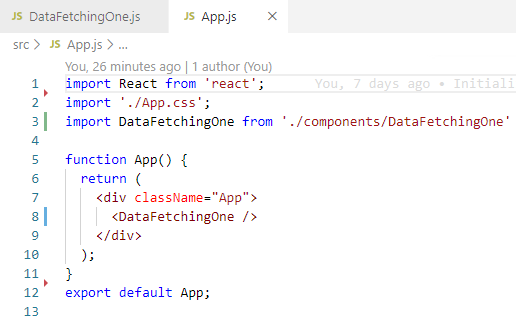 JS DataFetchingOne.js JS App.js ×
src > JS App.js > ...
You, 26 minutes ago | 1 author (You)
1 import React from 'react'; You, 7 days ago • Initiali
2 import './App.css';
3 import DataFetchingOne from './components/DataFetchingOne'
4
5 function App() {
6 return (
7 <div className="App">
8 <DataFetchingOne />
9 </div>
10 );
11 }
12 export default App;
13